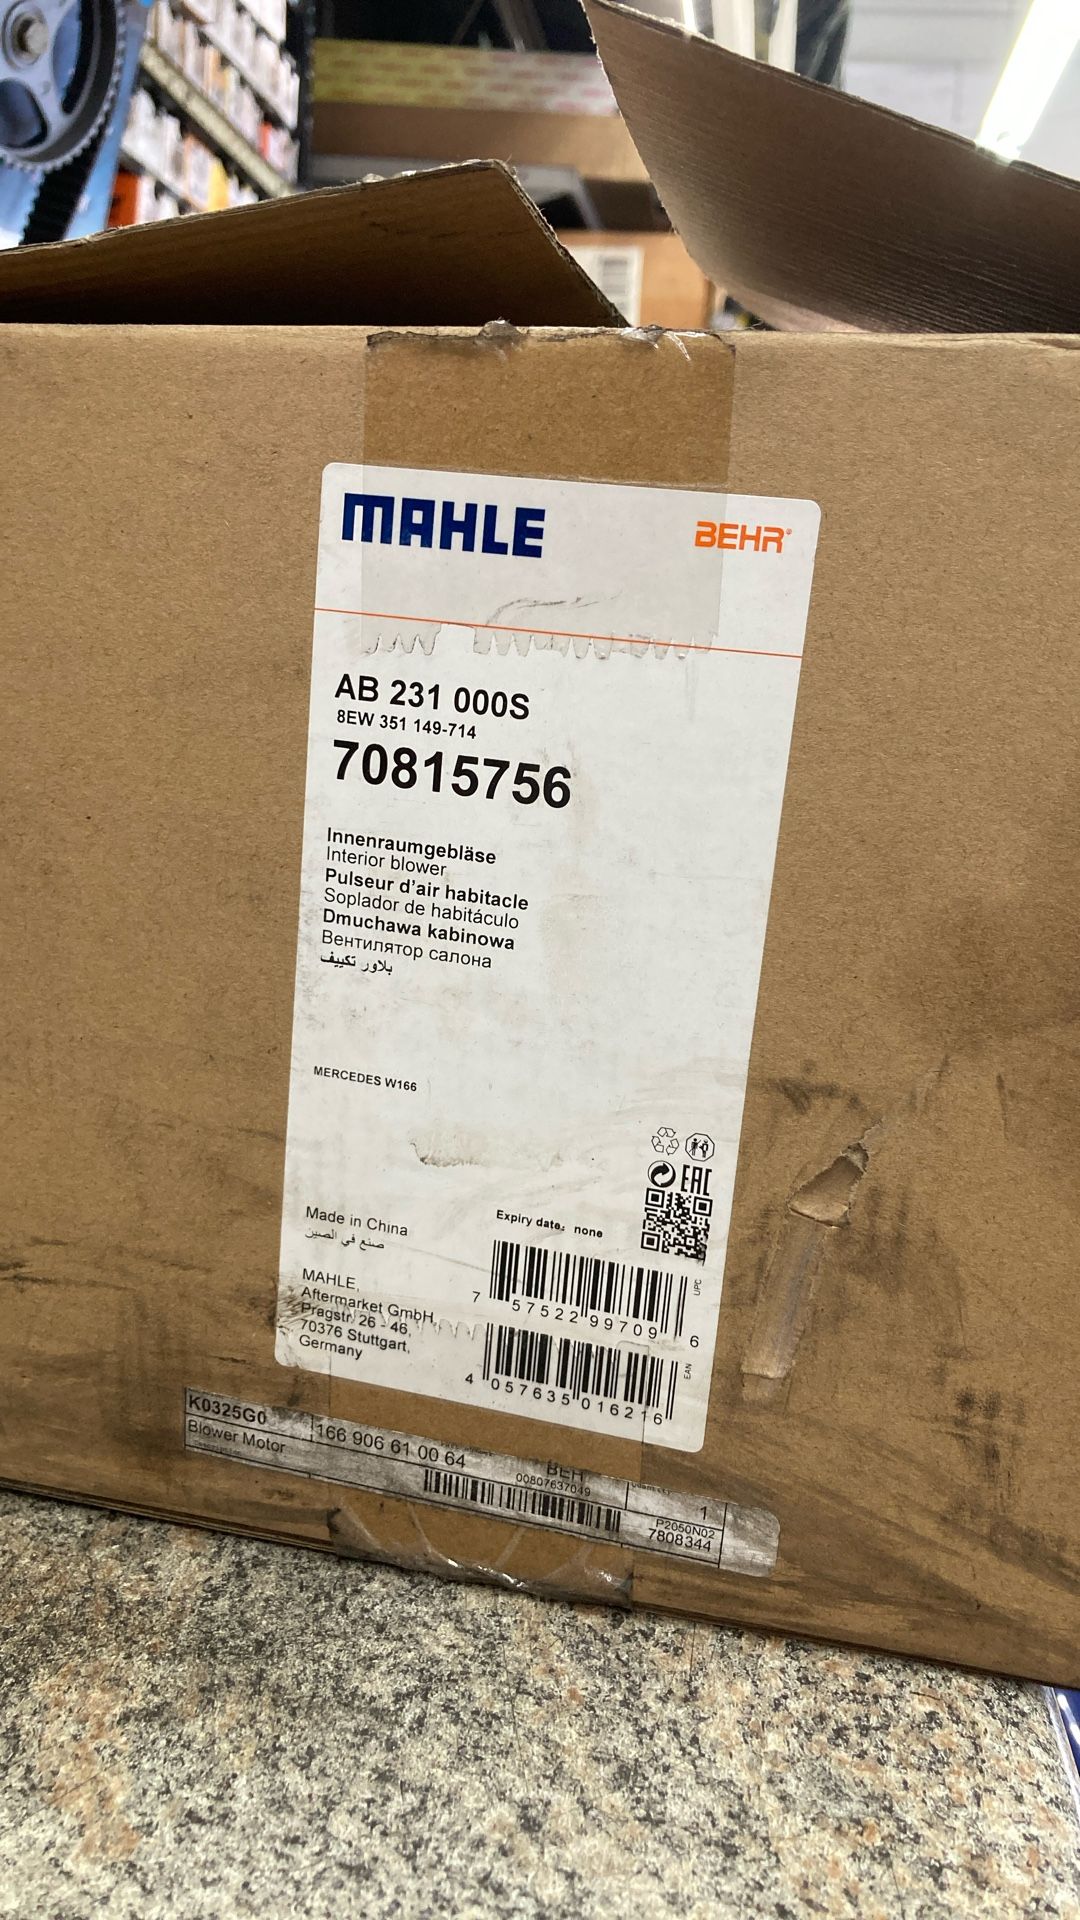 MAHLE
BEHR®
AB 231 000S
8EW 351 149-714
70815756
Innenraumgebläse
Interior blower
Pulseur d'air habitacle
Soplador de habitáculo
Dmuchawa kabinowa
Вентилятор салона
بلاور تكييف
MERCEDES W166
EAC
Made in China
صنع في الصين
Expiry date: none
MAHLE,
Aftermarket GmbH,
Pragstr. 26 - 46,
70376 Stuttgart,
Germany
7 57522 99709 6
UPC
4 057635 016216
EAN
K0325G0
Blower Motor
166 906 61 00 64
BEH
00807637049
1
P2050N02
7808344